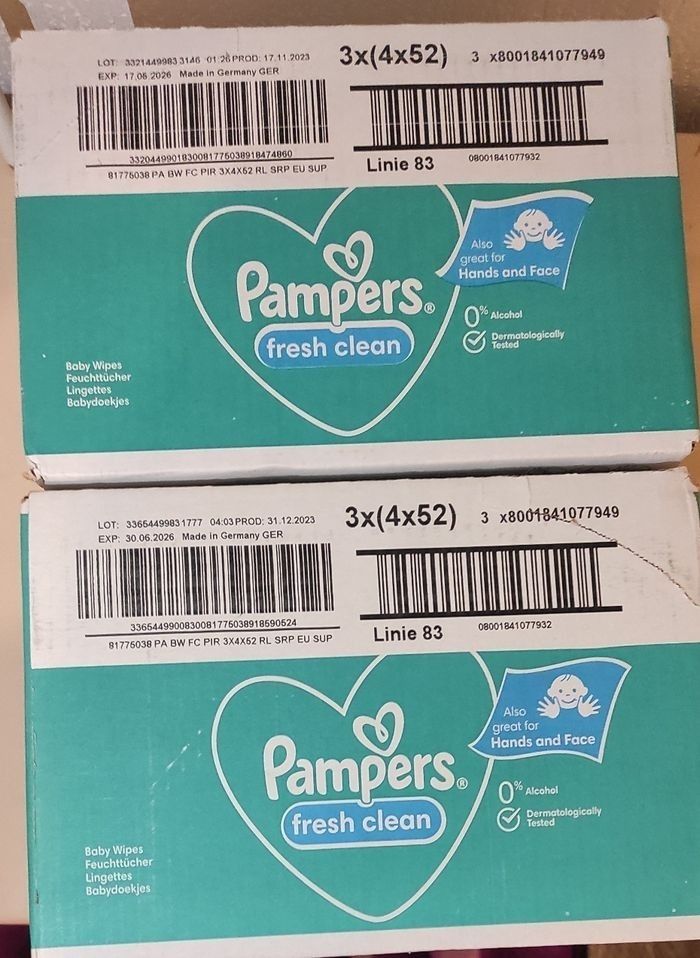 LOT: 3321449983 3146 01:26 PROD: 17.11.2023
EXP: 17.05.2026 Made in Germany GER
3x(4x52)
3 x8001841077949
33204499018300817750389184748​60
81775038 PA BW FC PIR 3X4X52 RL SRP EU SUP
Linie 83
08001841077932
Also
great for
Hands and Face
Pampers®
fresh clean
0% Alcohol
Dermatologically
Tested
Baby Wipes
Feuchttücher
Lingettes
Babydoekjes
LOT: 3365449983 1777 04:03 PROD: 31.12.2023
EXP: 30.06.2026 Made in Germany GER
3x(4x52)
3 x8001841077949
3365449900830081775038918590524
81775038 PA BW FC PIR 3X4X52 RL SRP EU SUP
Linie 83
08001841077932
Also
great for
Hands and Face
Pampers®
fresh clean
0% Alcohol
Dermatologically
Tested
Baby Wipes
Feuchttücher
Lingettes
Babydoekjes